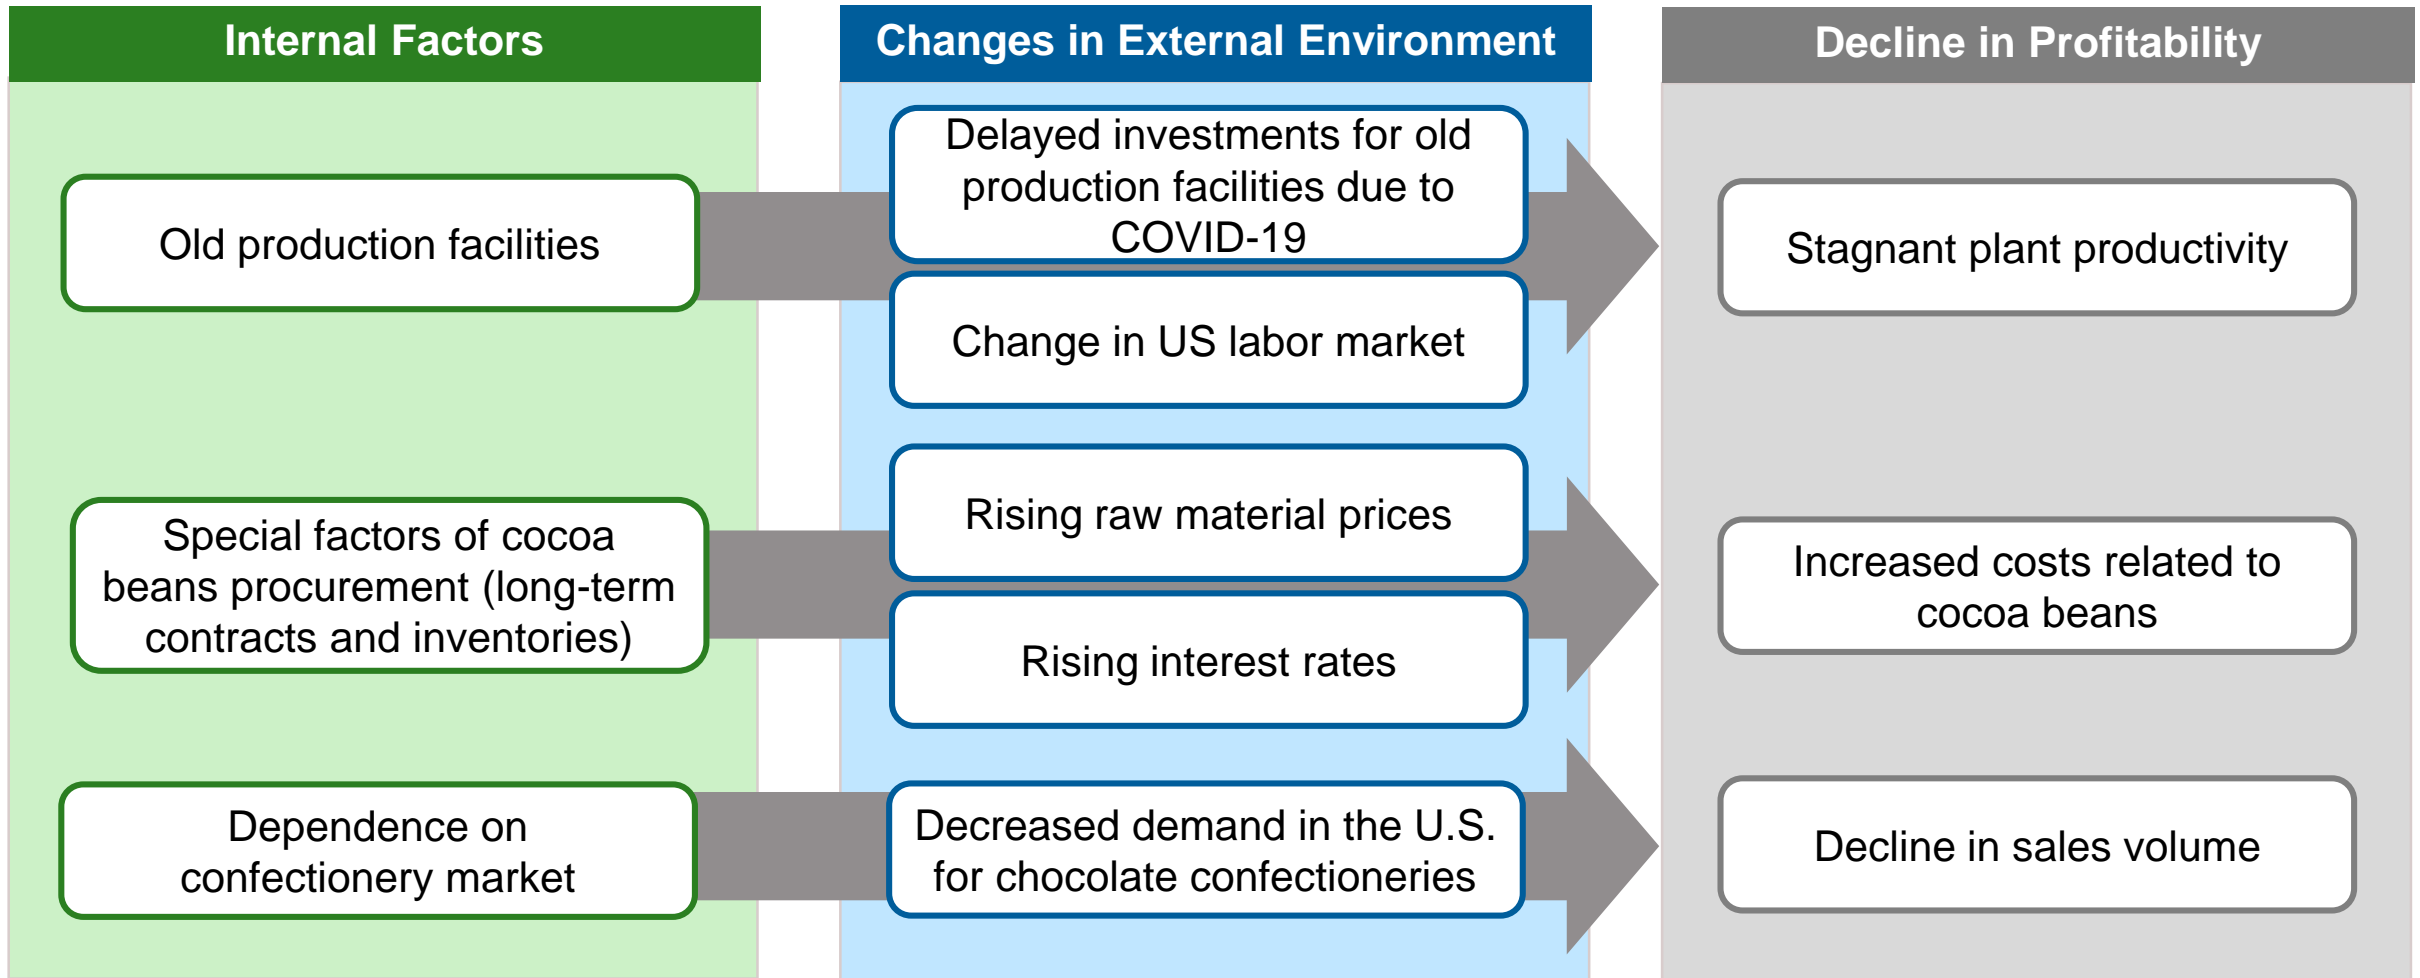 Internal Factors
Changes in External Environment
Decline in Profitability
Old production facilities
Delayed investments for old
production facilities due to
COVID-19
Change in US labor market
Stagnant plant productivity
Special factors of cocoa
beans procurement (long-term
contracts and inventories)
Rising raw material prices
Rising interest rates
Increased costs related to
cocoa beans
Dependence on
confectionery market
Decreased demand in the U.S.
for chocolate confectioneries
Decline in sales volume